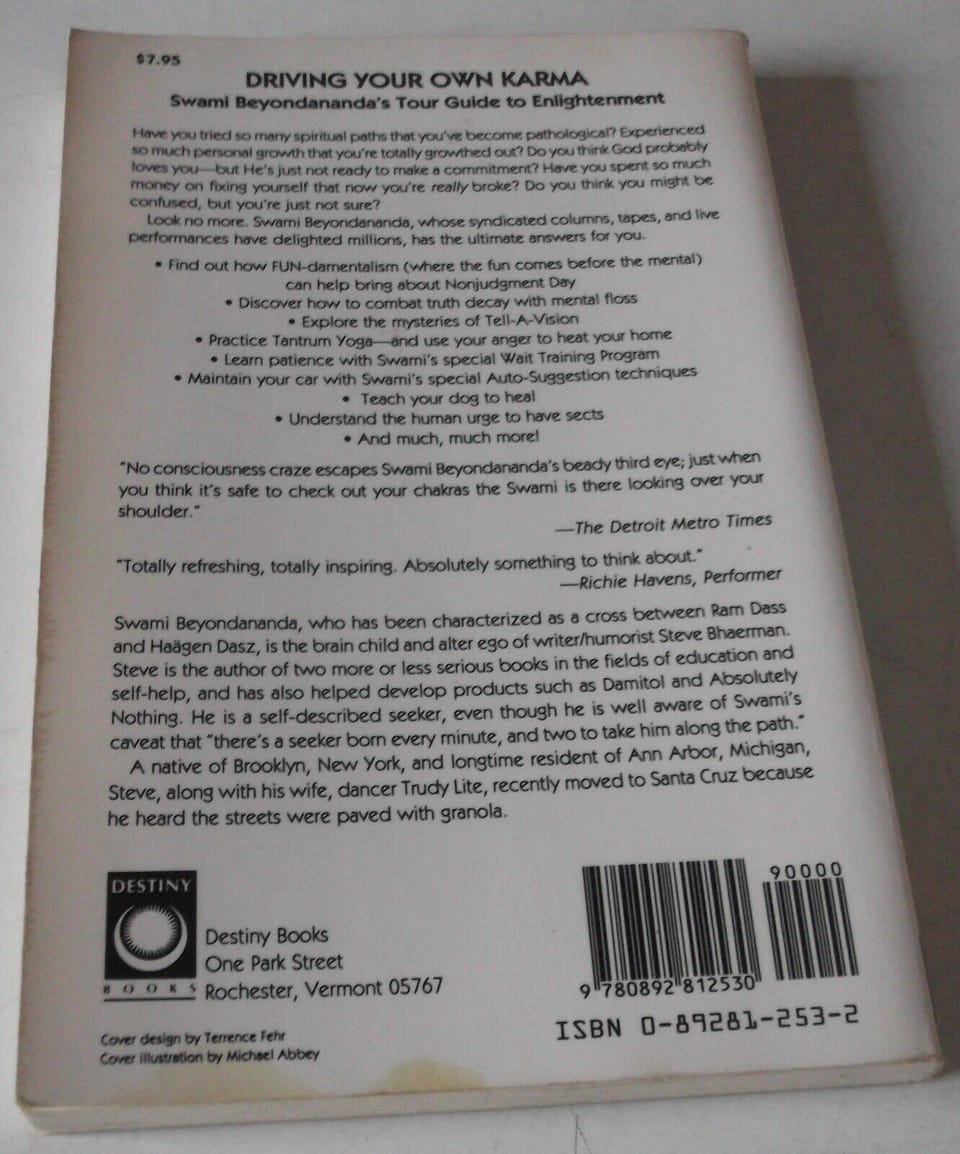 $7.95
DRIVING YOUR OWN KARMA
Swami Beyondananda's Tour Guide to Enlightenment
Have you tried so many spiritual paths that you've become pathological? Experienced
so much personal growth that you're totally growthed out? Do you think God probably
loves you—but He's just not ready to make a commitment? Have you spent so much
money on fixing yourself that now you're really broke? Do you think you might be
confused, but you're just not sure?
Look no more. Swami Beyondananda, whose syndicated columns, tapes, and live
performances have delighted millions, has the ultimate answers for you.
• Find out how FUN-damentalism (where the fun comes before the mental)
can help bring about Nonjudgment Day
• Discover how to combat truth decay with mental floss
• Explore the mysteries of Tell-A-Vision
• Practice Tantrum Yoga—and use your anger to heat your home
• Learn patience with Swami's special Wait Training Program
• Maintain your car with Swami's special Auto-Suggestion techniques
• Teach your dog to heal
• Understand the human urge to have sects
• And much, much more!
"No consciousness craze escapes Swami Beyondananda's beady third eye; just when
you think it's safe to check out your chakras the Swami is there looking over your
shoulder."
—The Detroit Metro Times
"Totally refreshing, totally inspiring. Absolutely something to think about."
—Richie Havens, Performer
Swami Beyondananda, who has been characterized as a cross between Ram Dass
and Haägen Dasz, is the brain child and alter ego of writer/humorist Steve Bhaerman.
Steve is the author of two more or less serious books in the fields of education and
self-help, and has also helped develop products such as Damitol and Absolutely
Nothing. He is a self-described seeker, even though he is well aware of Swami's
caveat that "there's a seeker born every minute, and two to take him along the path."
A native of Brooklyn, New York, and longtime resident of Ann Arbor, Michigan,
Steve, along with his wife, dancer Trudy Lite, recently moved to Santa Cruz because
he heard the streets were paved with granola.
DESTINY
BOOKS
Destiny Books
One Park Street
Rochester, Vermont 05767
90000
9 780892 812530
ISBN 0-89281-253-2
Cover design by Terrence Fehr
Cover illustration by Michael Abbey